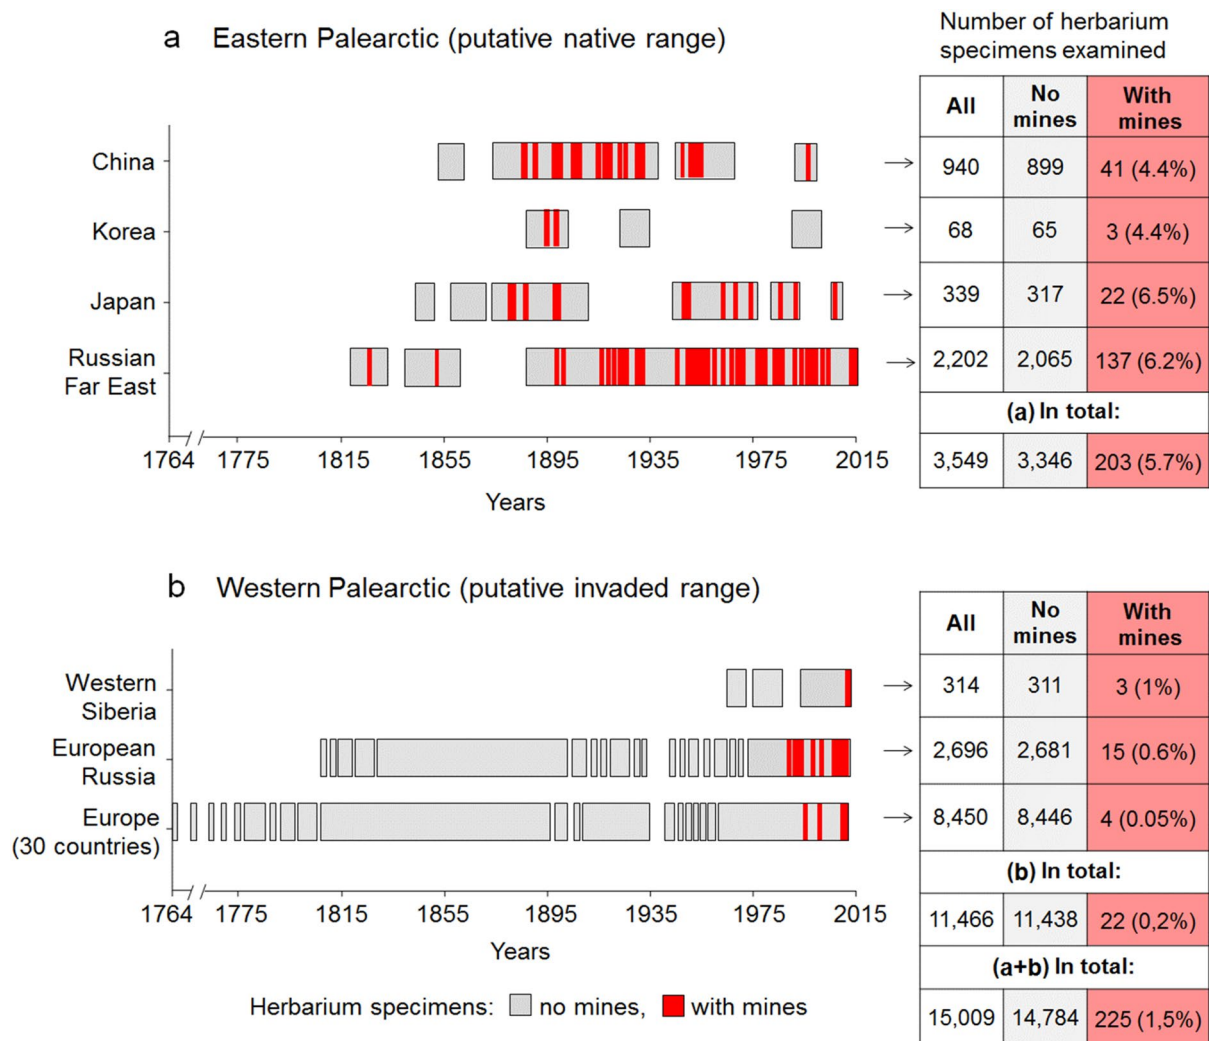 a Eastern Palearctic (putative native range)
Number of herbarium
specimens examined
All
No
mines
With
mines
China
940
899
41 (4.4%)
Korea
68
65
3 (4.4%)
Japan
339
317
22 (6.5%)
Russian
Far East
2,202
2,065
137 (6.2%)
(a) In total:
3,549
3,346
203 (5.7%)
1764
1775
1815
1855
1895
1935
1975
2015
Years
b Western Palearctic (putative invaded range)
All
No
mines
With
mines
Western
Siberia
314
311
3 (1%)
European
Russia
2,696
2,681
15 (0.6%)
Europe
(30 countries)
8,450
8,446
4 (0.05%)
(b) In total:
11,466
11,438
22 (0,2%)
(a+b) In total:
15,009
14,784
225 (1,5%)
1764
1775
1815
1855
1895
1935
1975
2015
Years
Herbarium specimens: no mines, with mines